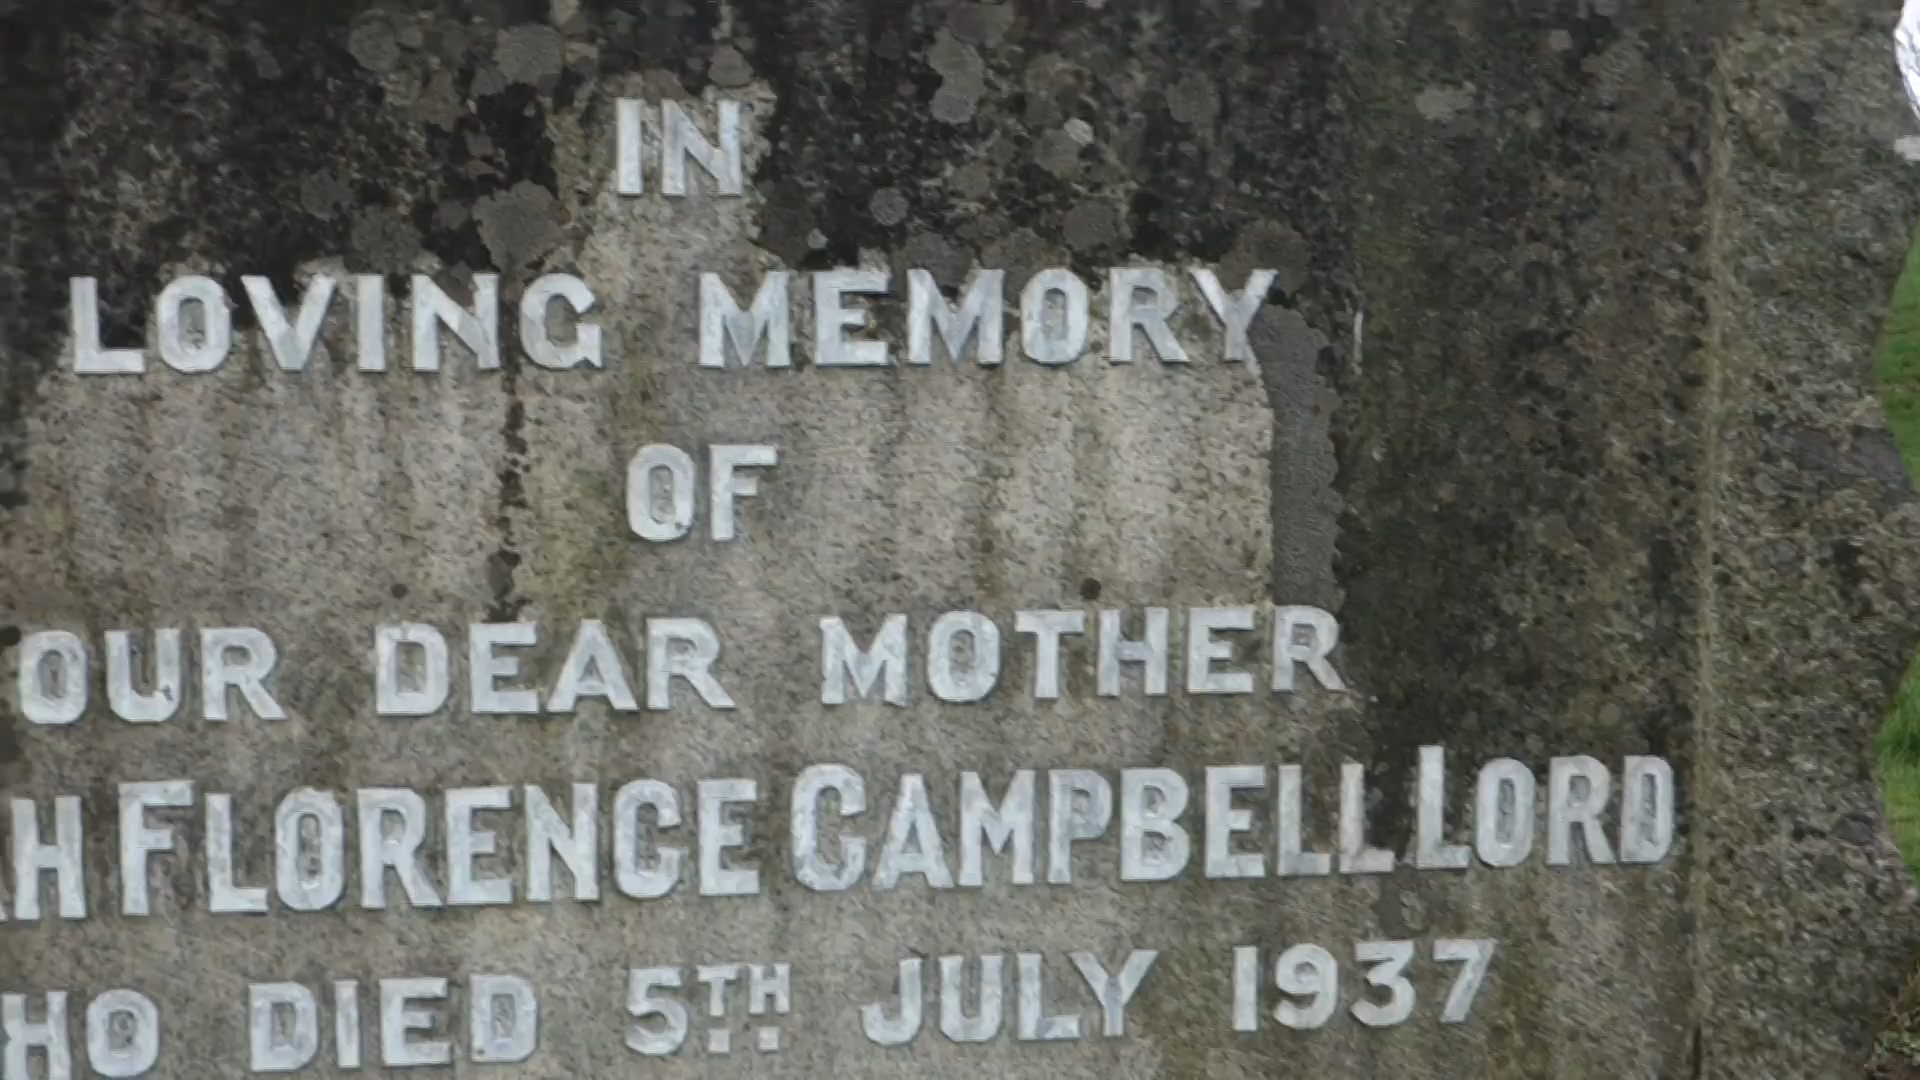 IN
LOVING MEMORY
OF
OUR DEAR MOTHER
FLORENCE CAMPBELL LORD
DIED 5TH JULY 1937